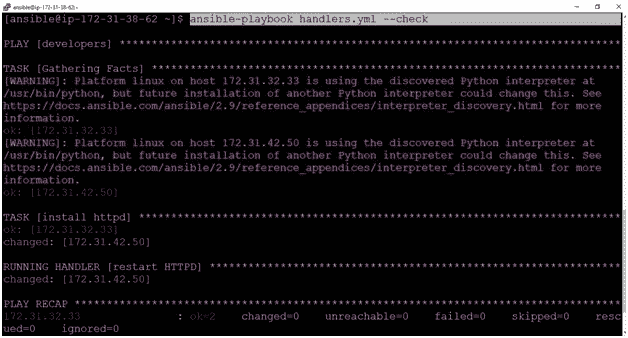 ansible@ip-172-31-38-62:~
[ansible@ip-172-31-38-62 ~]$ ansible-playbook handlers.yml --check
PLAY [developers] *************************************************************
TASK [Gathering Facts] ********************************************************
[WARNING]: Platform linux on host 172.31.32.33 is using the discovered Python interpreter at
/usr/bin/python, but future installation of another Python interpreter could change this. See
https://docs.ansible.com/ansible/2.9/reference_appendices/interpreter_discovery.html for more
information.
ok: [172.31.32.33]
[WARNING]: Platform linux on host 172.31.42.50 is using the discovered Python interpreter at
/usr/bin/python, but future installation of another Python interpreter could change this. See
https://docs.ansible.com/ansible/2.9/reference_appendices/interpreter_discovery.html for more
information.
ok: [172.31.42.50]
TASK [install httpd] **********************************************************
ok: [172.31.32.33]
changed: [172.31.42.50]
RUNNING HANDLER [restart HTTPD] ***********************************************
changed: [172.31.42.50]
PLAY RECAP ********************************************************************
172.31.32.33 : ok=2 changed=0 unreachable=0 failed=0 skipped=0 resc
ued=0 ignored=0